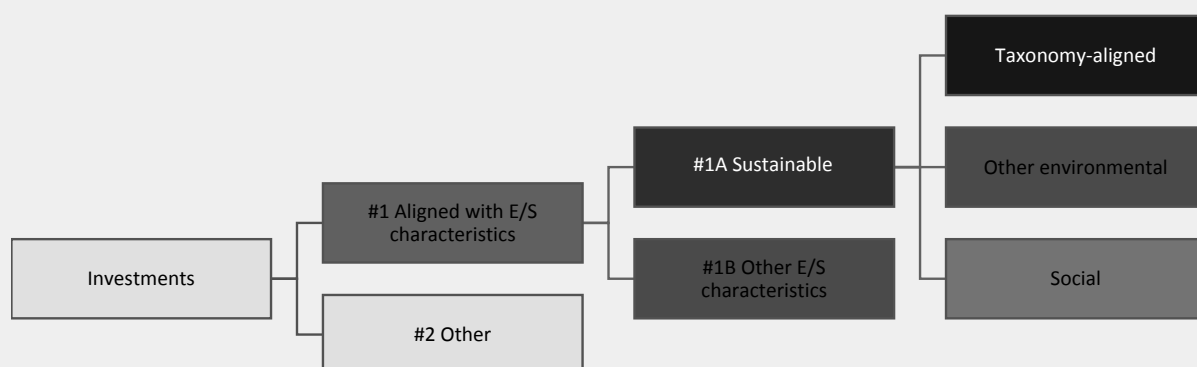 Investments
#1 Aligned with E/S
characteristics
#2 Other
#1A Sustainable
#1B Other E/S
characteristics
Taxonomy-aligned
Other environmental
Social